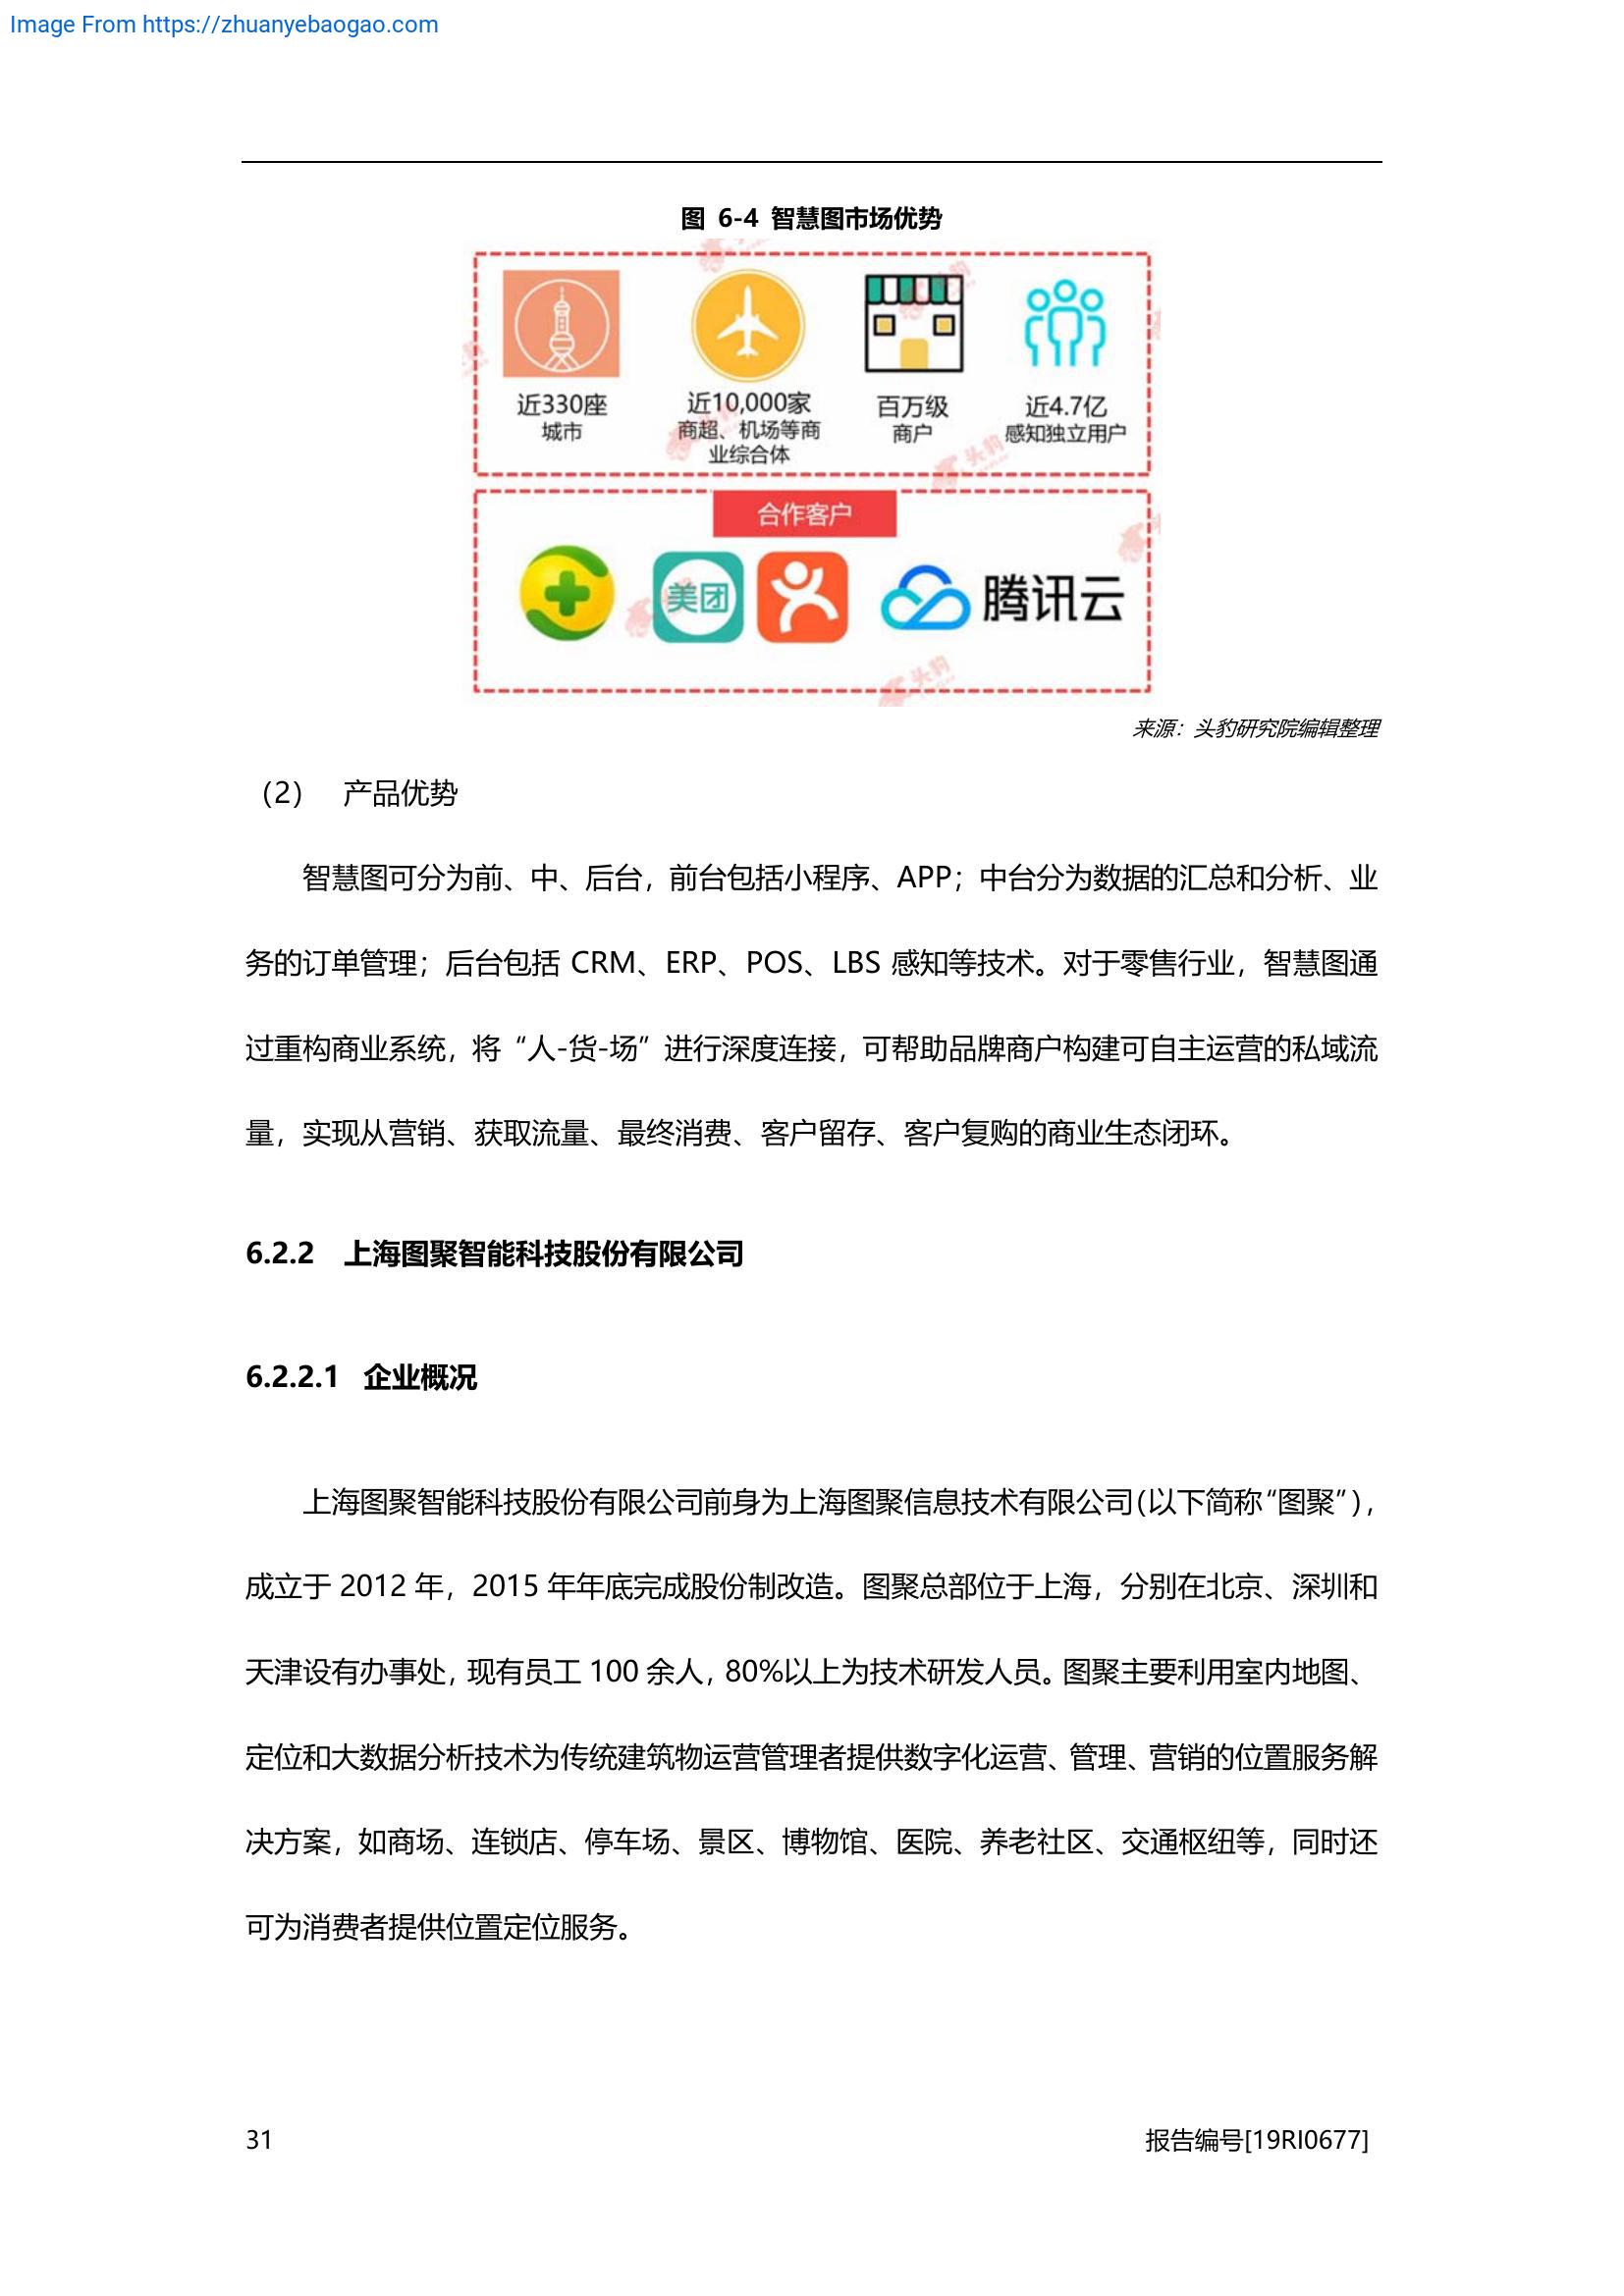 Image From https://zhuanyebaogao.com
图 6-4 智慧图市场优势
近330座
城市
近10,000家
商超、机场等商
业综合体
百万级
商户
近4.7亿
感知独立用户
合作客户
美团
腾讯云
头豹
头豹
头豹
头豹
来源：头豹研究院编辑整理
（2） 产品优势
智慧图可分为前、中、后台，前台包括小程序、APP；中台分为数据的汇总和分析、业
务的订单管理；后台包括 CRM、ERP、POS、LBS 感知等技术。对于零售行业，智慧图通
过重构商业系统，将“人-货-场”进行深度连接，可帮助品牌商户构建可自主运营的私域流
量，实现从营销、获取流量、最终消费、客户留存、客户复购的商业生态闭环。
6.2.2 上海图聚智能科技股份有限公司
6.2.2.1 企业概况
上海图聚智能科技股份有限公司前身为上海图聚信息技术有限公司（以下简称“图聚”），
成立于 2012 年，2015 年年底完成股份制改造。图聚总部位于上海，分别在北京、深圳和
天津设有办事处，现有员工 100 余人，80%以上为技术研发人员。图聚主要利用室内地图、
定位和大数据分析技术为传统建筑物运营管理者提供数字化运营、管理、营销的位置服务解
决方案，如商场、连锁店、停车场、景区、博物馆、医院、养老社区、交通枢纽等，同时还
可为消费者提供位置定位服务。
31
报告编号[19RI0677]